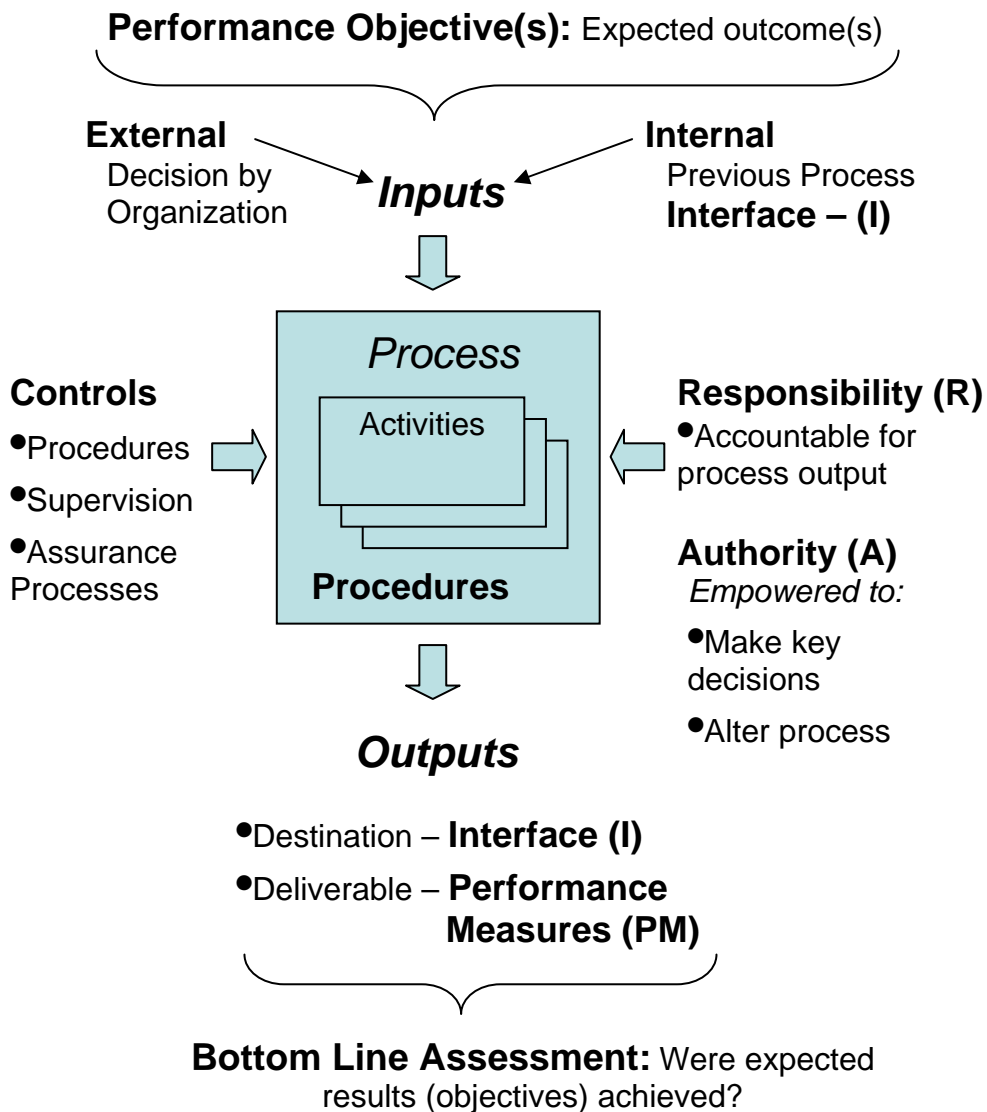 Performance Objective(s): Expected outcome(s)
External
Decision by
Organization
Inputs
Internal
Previous Process
Interface – (I)
Process
Activities
Procedures
Controls
•Procedures
•Supervision
•Assurance
Processes
Responsibility (R)
•Accountable for
process output
Authority (A)
Empowered to:
•Make key
decisions
•Alter process
Outputs
•Destination – Interface (I)
•Deliverable – Performance
Measures (PM)
Bottom Line Assessment: Were expected
results (objectives) achieved?